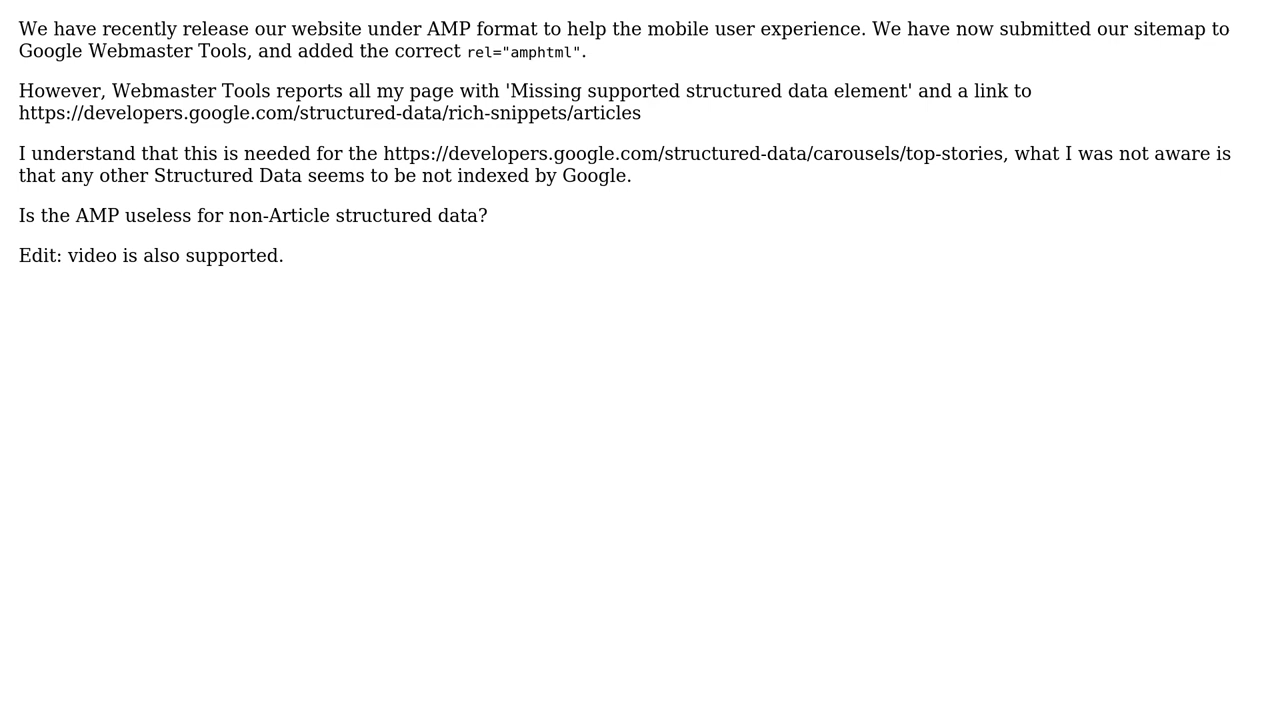 We have recently release our website under AMP format to help the mobile user experience. We have now submitted our sitemap to
Google Webmaster Tools, and added the correct rel="amphtml".
However, Webmaster Tools reports all my page with 'Missing supported structured data element' and a link to
https://developers.google.com/structured-data/rich-snippets/articles
I understand that this is needed for the https://developers.google.com/structured-data/carousels/top-stories, what I was not aware is
that any other Structured Data seems to be not indexed by Google.
Is the AMP useless for non-Article structured data?
Edit: video is also supported.